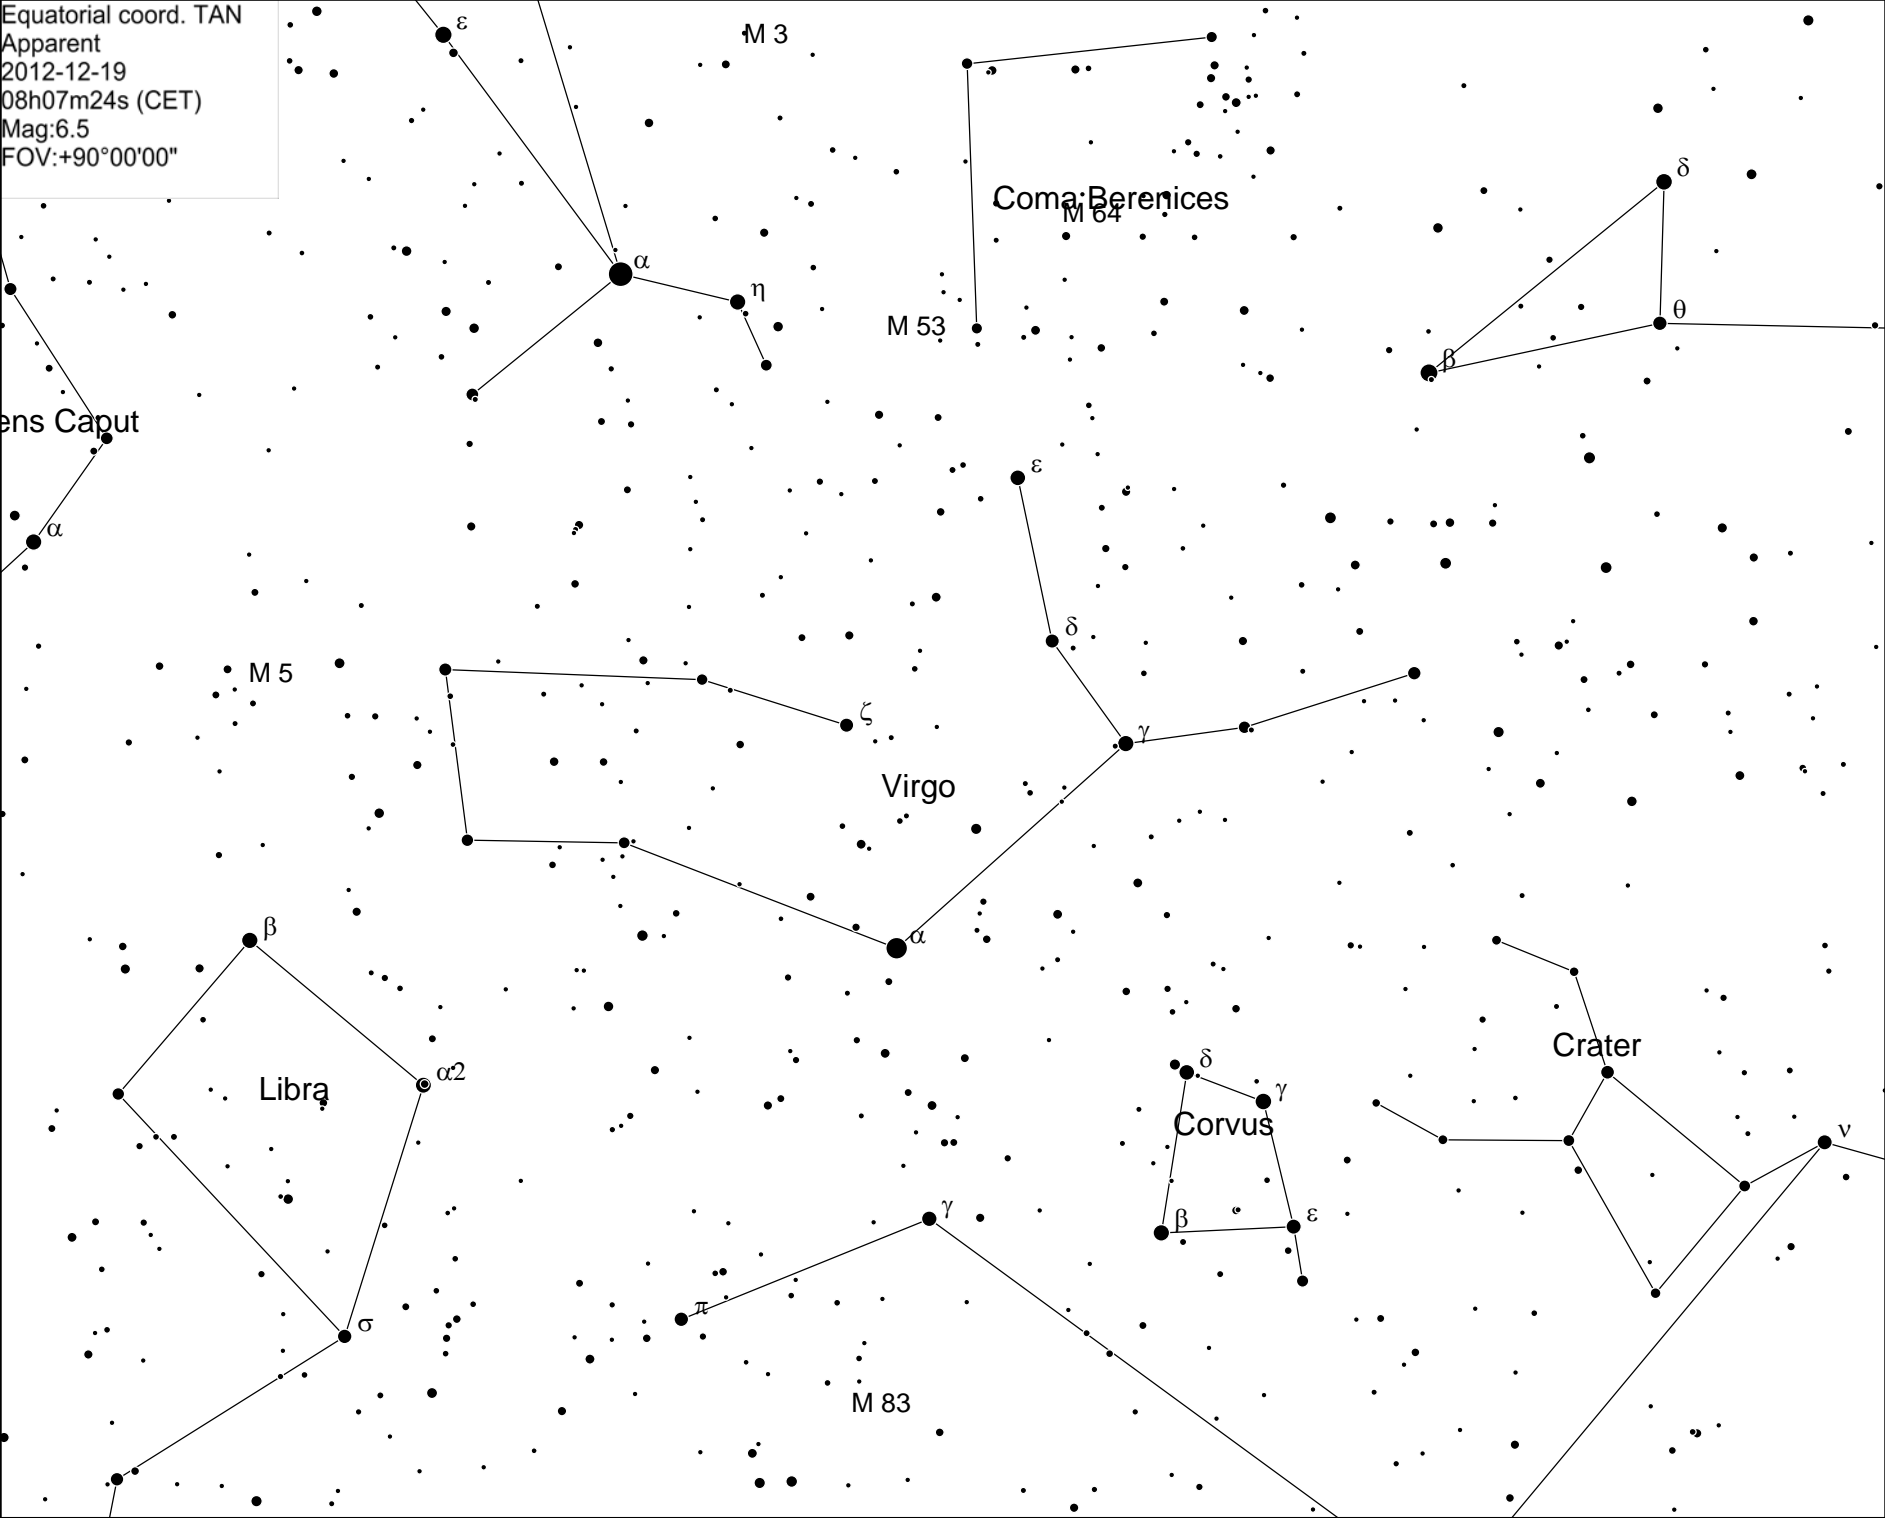 Equatorial coord. TAN
Apparent
2012-12-19
08h07m24s (CET)
Mag:6.5
FOV:+90°00'00"
ε
M 3
δ
Coma Berenices
M 64
α
η
θ
M 53
β
ens Caput
ε
α
δ
M 5
ζ
γ
Virgo
β
α
Crater
δ
α2
Libra
γ
Corvus
ν
γ
β
ε
π
σ
M 83